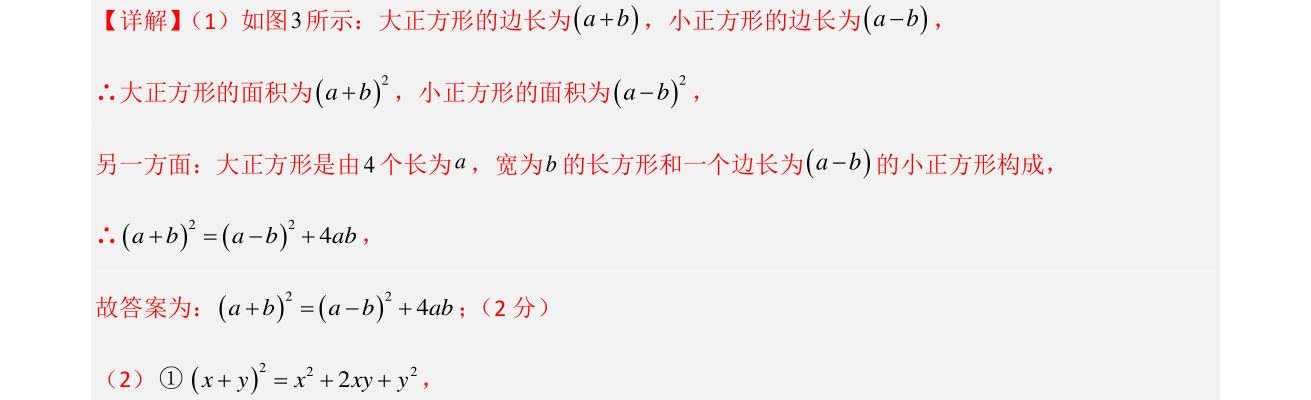 【详解】（1）如图3所示：大正方形的边长为(a+b)，小正方形的边长为(a−b)，
∴大正方形的面积为(a+b)²，小正方形的面积为(a−b)²，
另一方面：大正方形是由4个长为a，宽为b的长方形和一个边长为(a−b)的小正方形构成，
∴(a+b)²=(a−b)²+4ab，
故答案为：(a+b)²=(a−b)²+4ab；（2分）
（2）①(x+y)²=x²+2xy+y²，